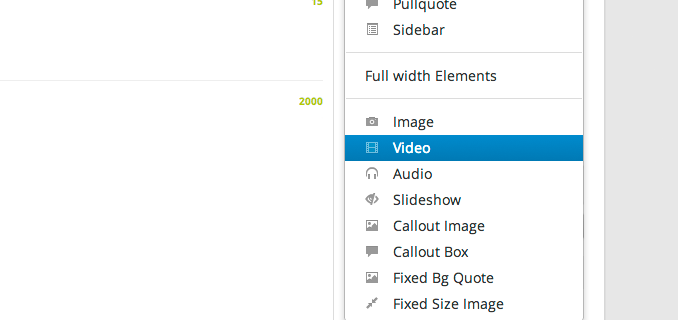 15
Pullquote
Sidebar
Full width Elements
2000
Image
Video
Audio
Slideshow
Callout Image
Callout Box
Fixed Bg Quote
Fixed Size Image